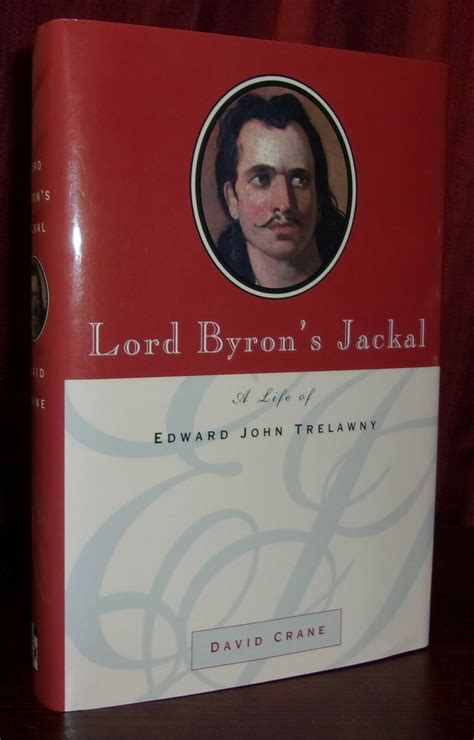 Lord Byron's Jackal
A Life of
EDWARD JOHN TRELAWNY
DAVID CRANE